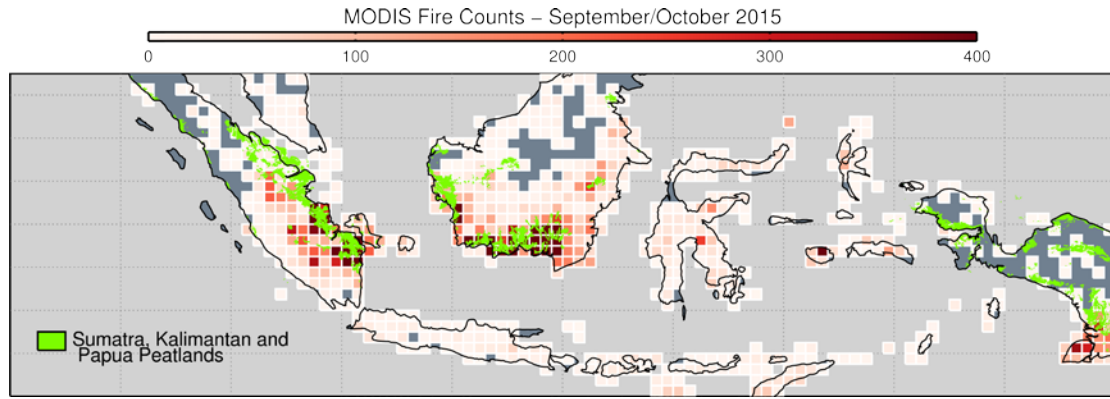 MODIS Fire Counts – September/October 2015
0 100 200 300 400
Sumatra, Kalimantan and
Papua Peatlands